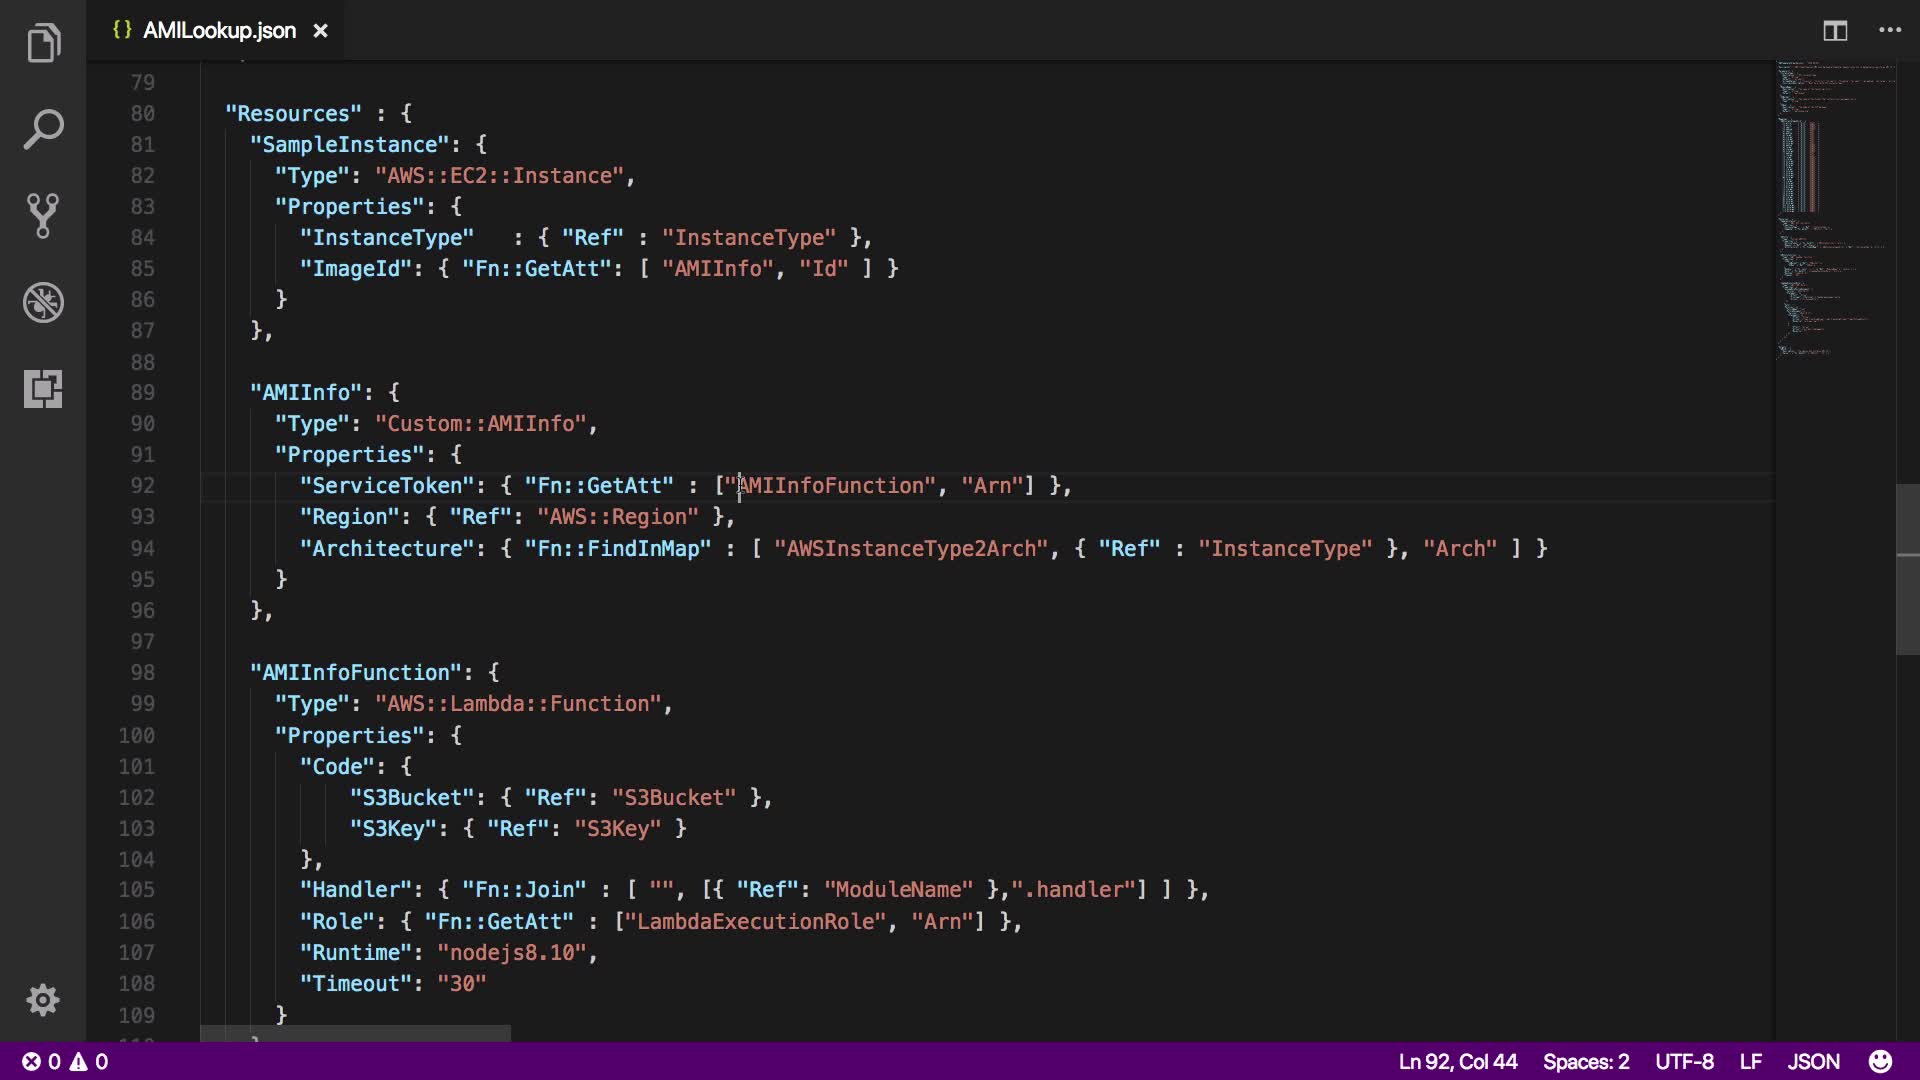 {} AMILookup.json ×
79
80 "Resources" : {
81 "SampleInstance": {
82 "Type": "AWS::EC2::Instance",
83 "Properties": {
84 "InstanceType"   : { "Ref" : "InstanceType" },
85 "ImageId": { "Fn::GetAtt": [ "AMIInfo", "Id" ] }
86 }
87 },
88
89 "AMIInfo": {
90 "Type": "Custom::AMIInfo",
91 "Properties": {
92 "ServiceToken": { "Fn::GetAtt" : ["AMIInfoFunction", "Arn"] },
93 "Region": { "Ref": "AWS::Region" },
94 "Architecture": { "Fn::FindInMap" : [ "AWSInstanceType2Arch", { "Ref" : "InstanceType" }, "Arch" ] }
95 }
96 },
97
98 "AMIInfoFunction": {
99 "Type": "AWS::Lambda::Function",
100 "Properties": {
101 "Code": {
102 "S3Bucket": { "Ref": "S3Bucket" },
103 "S3Key": { "Ref": "S3Key" }
104 },
105 "Handler": { "Fn::Join" : [ "", [{ "Ref": "ModuleName" },".handler"] ] },
106 "Role": { "Fn::GetAtt" : ["LambdaExecutionRole", "Arn"] },
107 "Runtime": "nodejs8.10",
108 "Timeout": "30"
109 }
0 0 Ln 92, Col 44 Spaces: 2 UTF-8 LF JSON